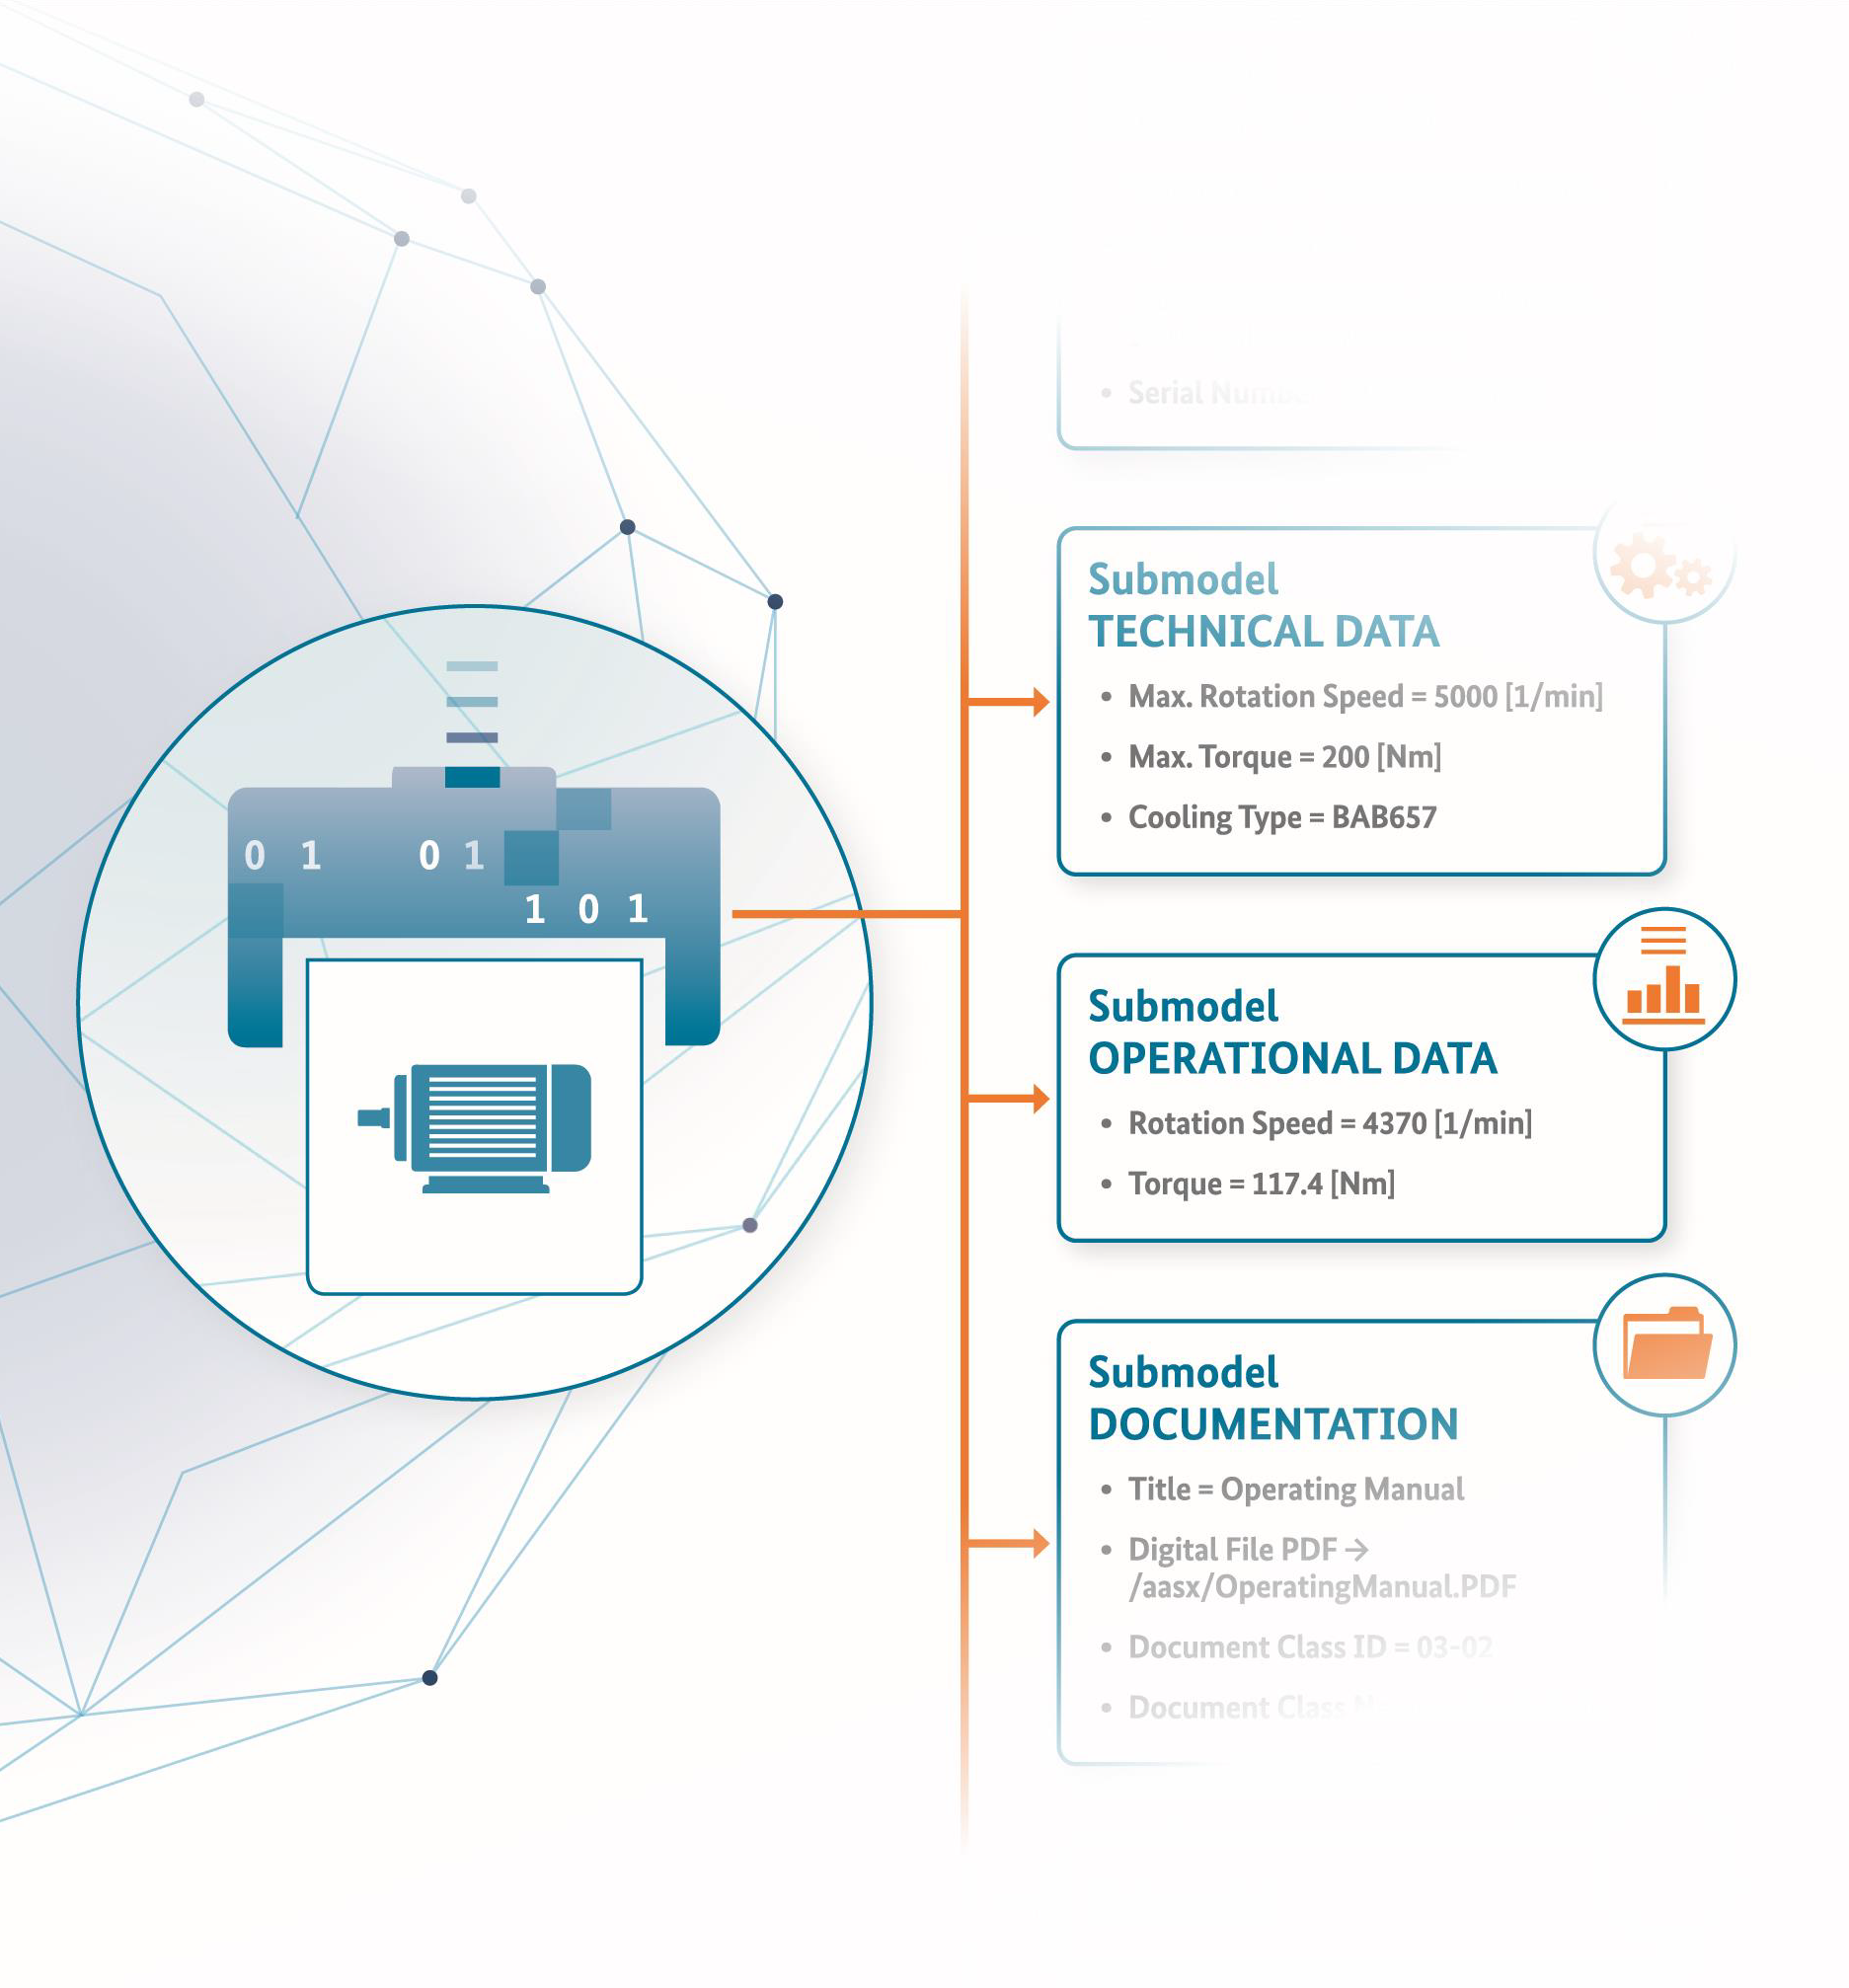 Serial
Submodel
TECHNICAL DATA
• Max. Rotation Speed = 5000 [1/min]
• Max. Torque = 200 [Nm]
• Cooling Type = BAB657
0 1 0 1
1 0 1
Submodel
OPERATIONAL DATA
• Rotation Speed = 4370 [1/min]
• Torque = 117.4 [Nm]
Submodel
DOCUMENTATION
• Title = Operating Manual
• Digital File PDF →
/aasx/OperatingManual.PDF
• Document Class ID = 03-02
• Document Class